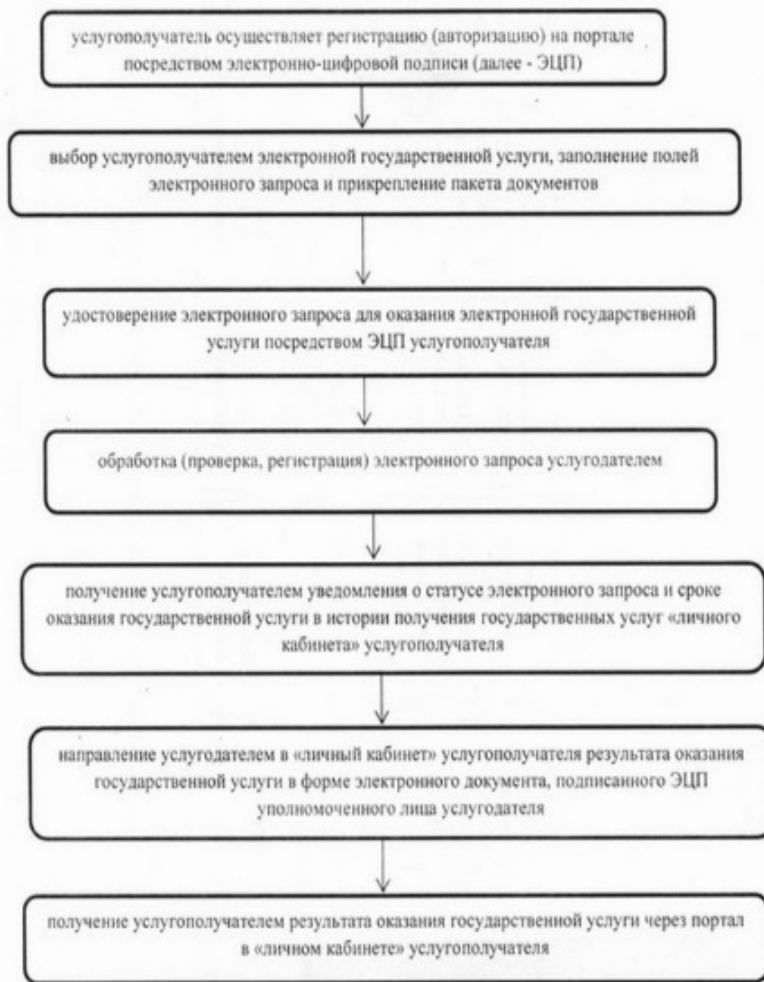 услугополучатель осуществляет регистрацию (авторизацию) на портале
посредством электронно-цифровой подписи (далее - ЭЦП)
выбор услугополучателем электронной государственной услуги, заполнение полей
электронного запроса и прикрепление пакета документов
удостоверение электронного запроса для оказания электронной государственной
услуги посредством ЭЦП услугополучателя
обработка (проверка, регистрация) электронного запроса услугодателем
получение услугополучателем уведомления о статусе электронного запроса и сроке
оказания государственной услуги в истории получения государственных услуг «личного
кабинета» услугополучателя
направление услугодателем в «личный кабинет» услугополучателя результата оказания
государственной услуги в форме электронного документа, подписанного ЭЦП
уполномоченного лица услугодателя
получение услугополучателем результата оказания государственной услуги через портал
в «личном кабинете» услугополучателя